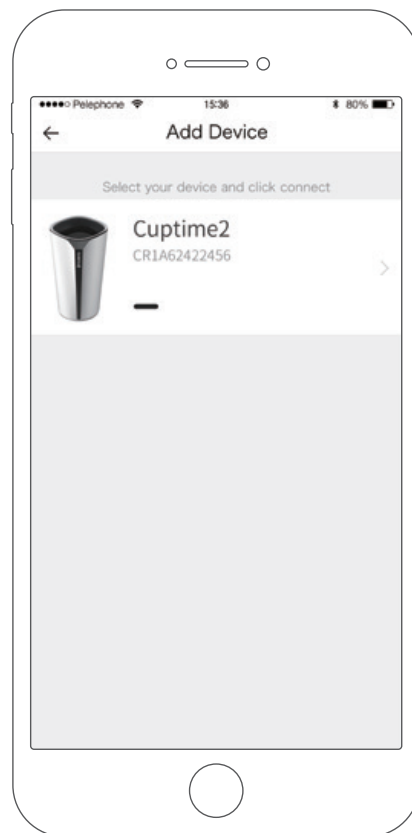 Pelephone 15:36 80%
Add Device
Select your device and click connect
Cuptime2
CR1A62422456